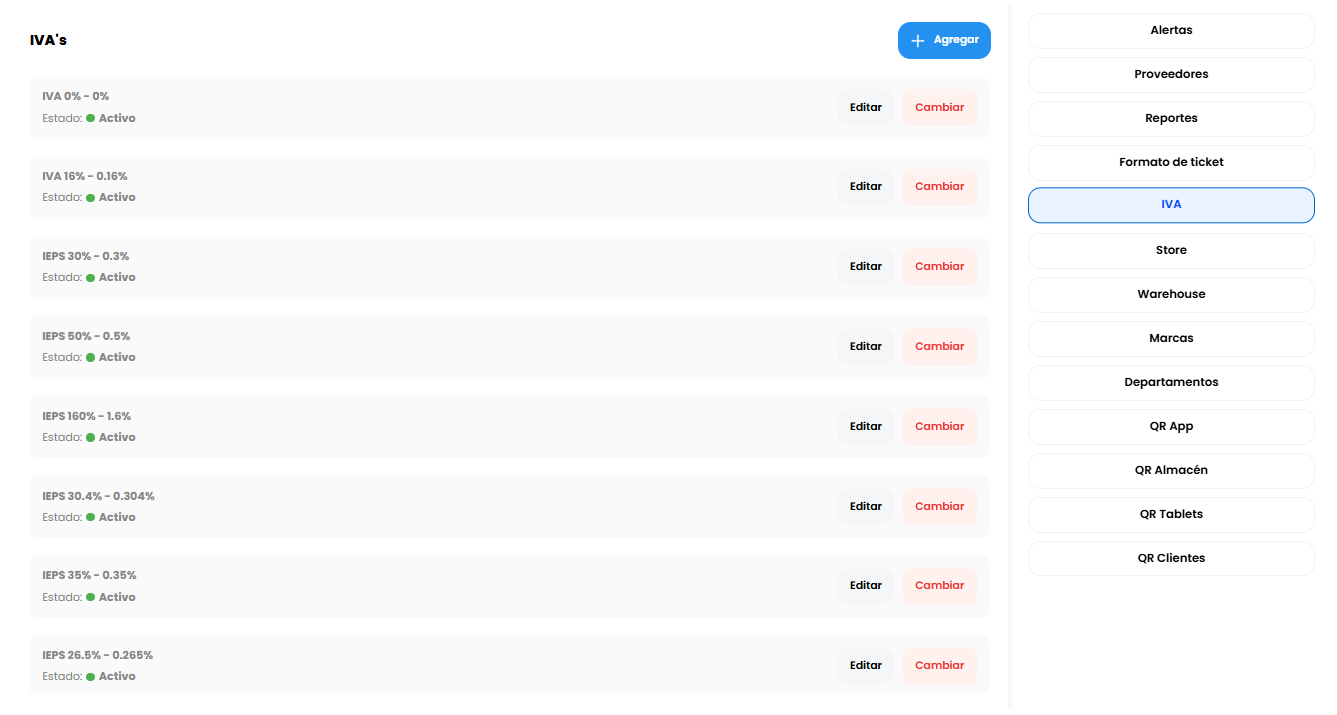 IVA's
Agregar
IVA 0% - 0%
Estado: Activo
Editar
Cambiar
IVA 16% - 0.16%
Estado: Activo
Editar
Cambiar
IEPS 30% - 0.3%
Estado: Activo
Editar
Cambiar
IEPS 50% - 0.5%
Estado: Activo
Editar
Cambiar
IEPS 160% - 1.6%
Estado: Activo
Editar
Cambiar
IEPS 30.4% - 0.304%
Estado: Activo
Editar
Cambiar
IEPS 35% - 0.35%
Estado: Activo
Editar
Cambiar
IEPS 26.5% - 0.265%
Estado: Activo
Editar
Cambiar
Alertas
Proveedores
Reportes
Formato de ticket
IVA
Store
Warehouse
Marcas
Departamentos
QR App
QR Almacén
QR Tablets
QR Clientes